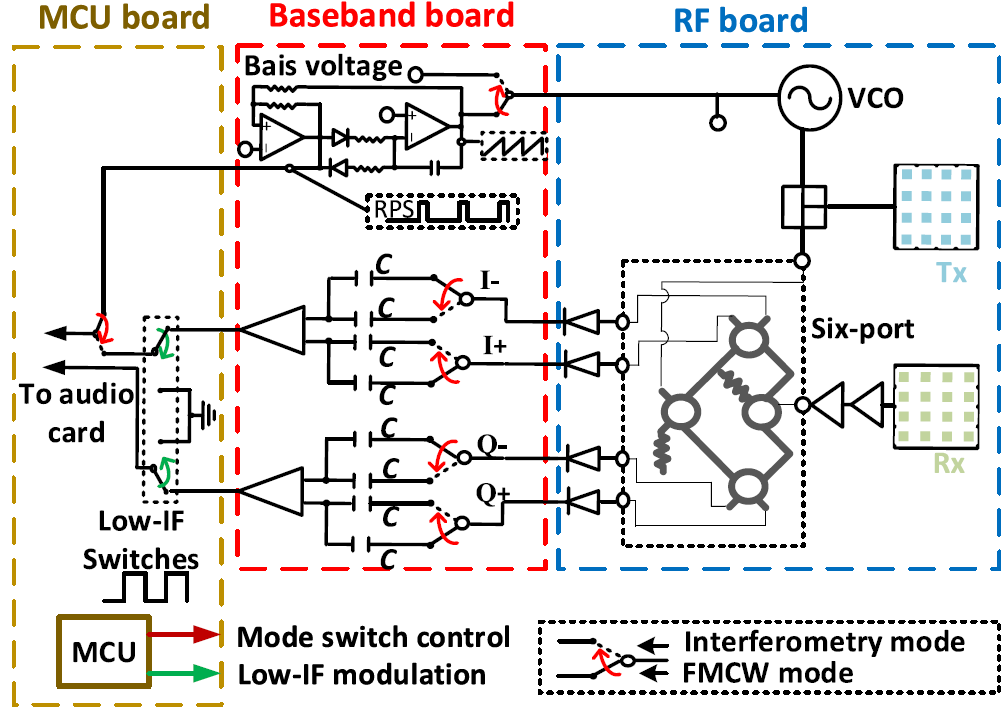 MCU board
Baseband board
RF board
Bais voltage
VCO
+
-
+
-
RPS
Tx
C
I-
C
Six-port
I+
C
C
To audio
card
Rx
C
Q-
C
Q+
C
C
Low-IF
Switches
MCU
Mode switch control
Low-IF modulation
Interferometry mode
FMCW mode